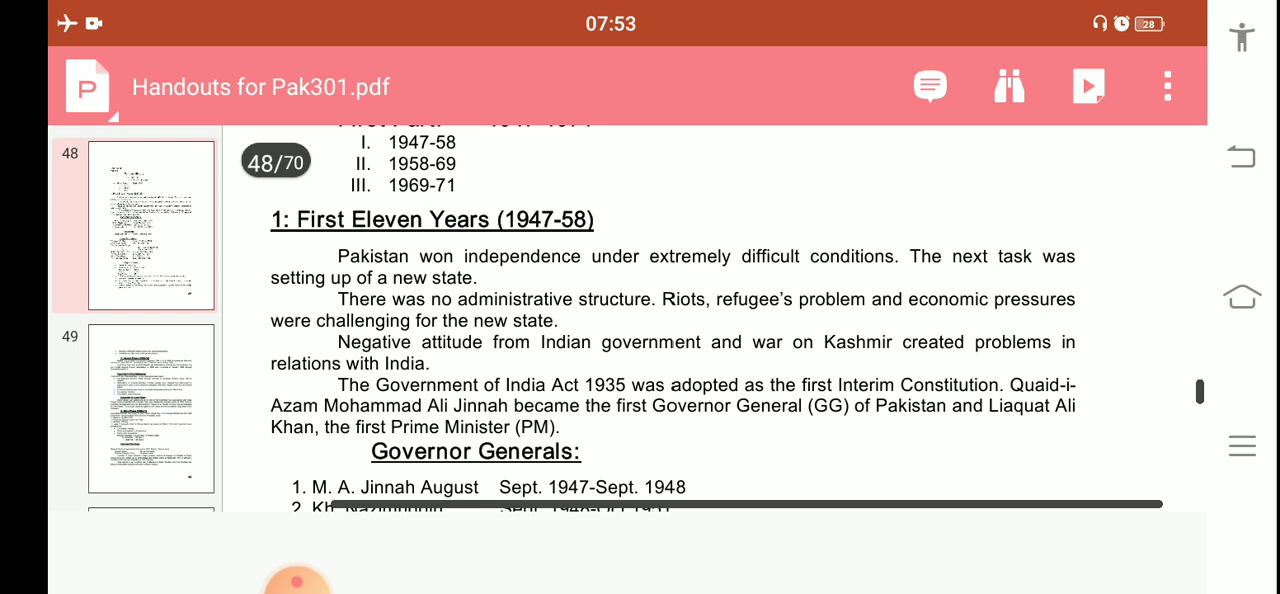 07:53
28
P
Handouts for Pak301.pdf
48
48/70
I. 1947-58
II. 1958-69
III. 1969-71
1: First Eleven Years (1947-58)
Pakistan won independence under extremely difficult conditions. The next task was
setting up of a new state.
There was no administrative structure. Riots, refugee's problem and economic pressures
were challenging for the new state.
Negative attitude from Indian government and war on Kashmir created problems in
relations with India.
The Government of India Act 1935 was adopted as the first Interim Constitution. Quaid-i-
Azam Mohammad Ali Jinnah became the first Governor General (GG) of Pakistan and Liaquat Ali
Khan, the first Prime Minister (PM).
Governor Generals:
1. M. A. Jinnah August Sept. 1947-Sept. 1948
2. Kh
49